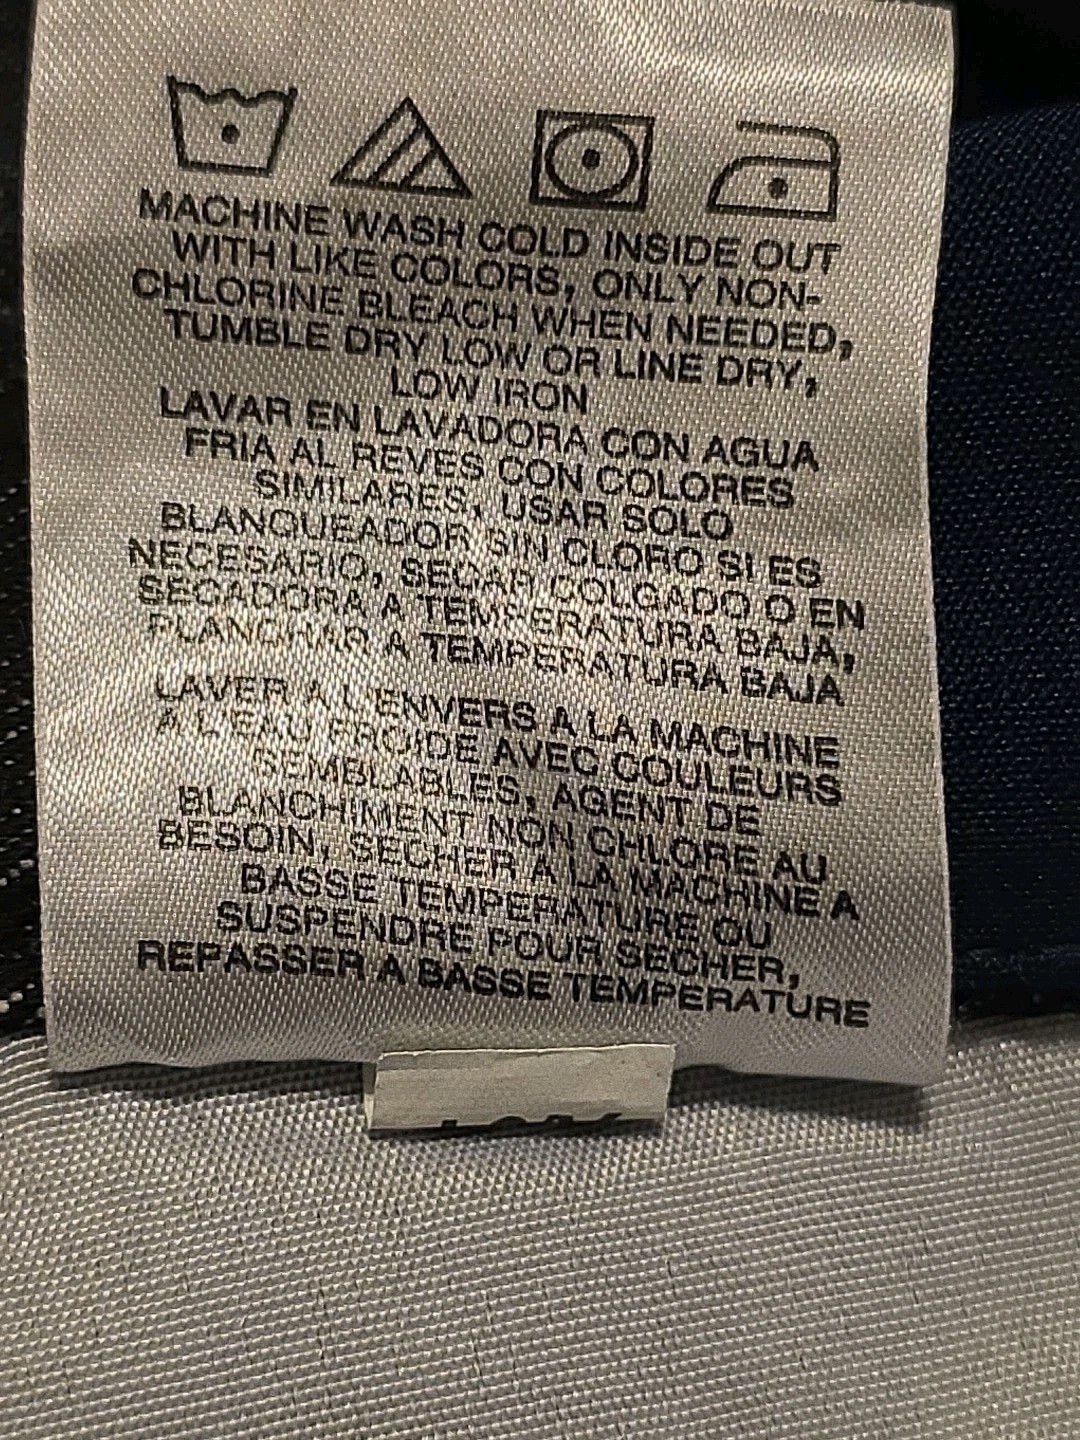 MACHINE WASH COLD INSIDE OUT
WITH LIKE COLORS, ONLY NON-
CHLORINE BLEACH WHEN NEEDED,
TUMBLE DRY LOW OR LINE DRY,
LOW IRON
LAVAR EN LAVADORA CON AGUA
FRIA AL REVES CON COLORES
SIMILARES, USAR SOLO
BLANQUEADOR SIN CLORO SI ES
NECESARIO, SECAR COLGADO O EN
SECADORA A TEMPERATURA BAJA,
PLANCHAR A TEMPERATURA BAJA
LAVER A L'ENVERS A LA MACHINE
A L'EAU FROIDE AVEC COULEURS
SEMBLABLES, AGENT DE
BLANCHIMENT NON CHLORE AU
BESOIN, SECHER A LA MACHINE A
BASSE TEMPERATURE OU
SUSPENDRE POUR SECHER,
REPASSER A BASSE TEMPERATURE